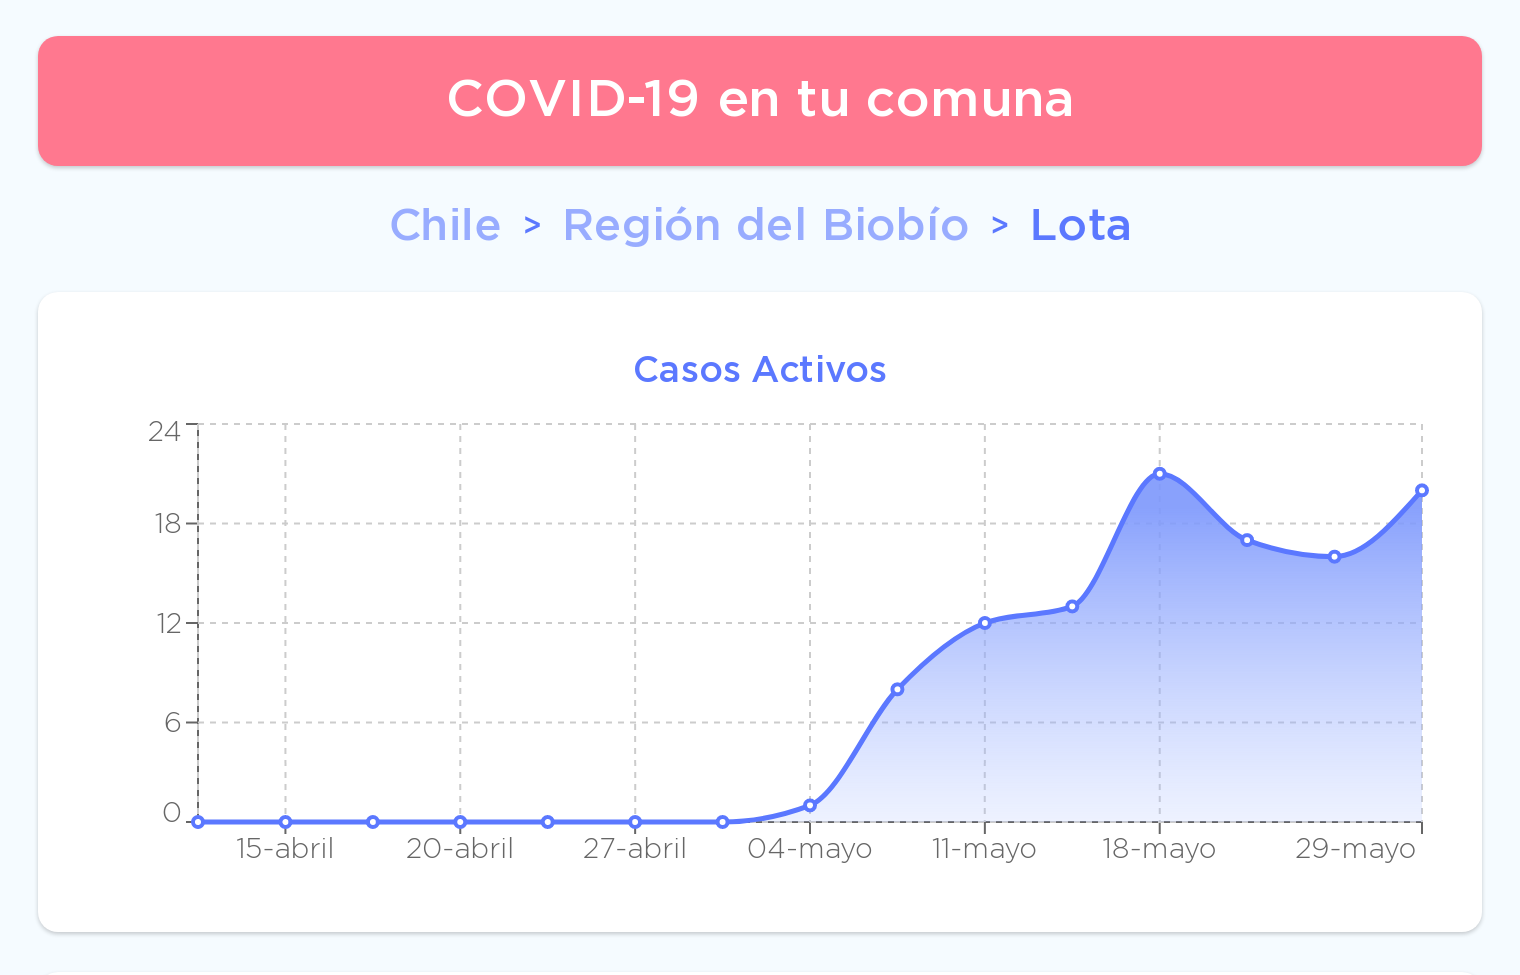 COVID-19 en tu comuna
Chile > Región del Biobío > Lota
Casos Activos
24
18
12
6
0
15-abril 20-abril 27-abril 04-mayo 11-mayo 18-mayo 29-mayo